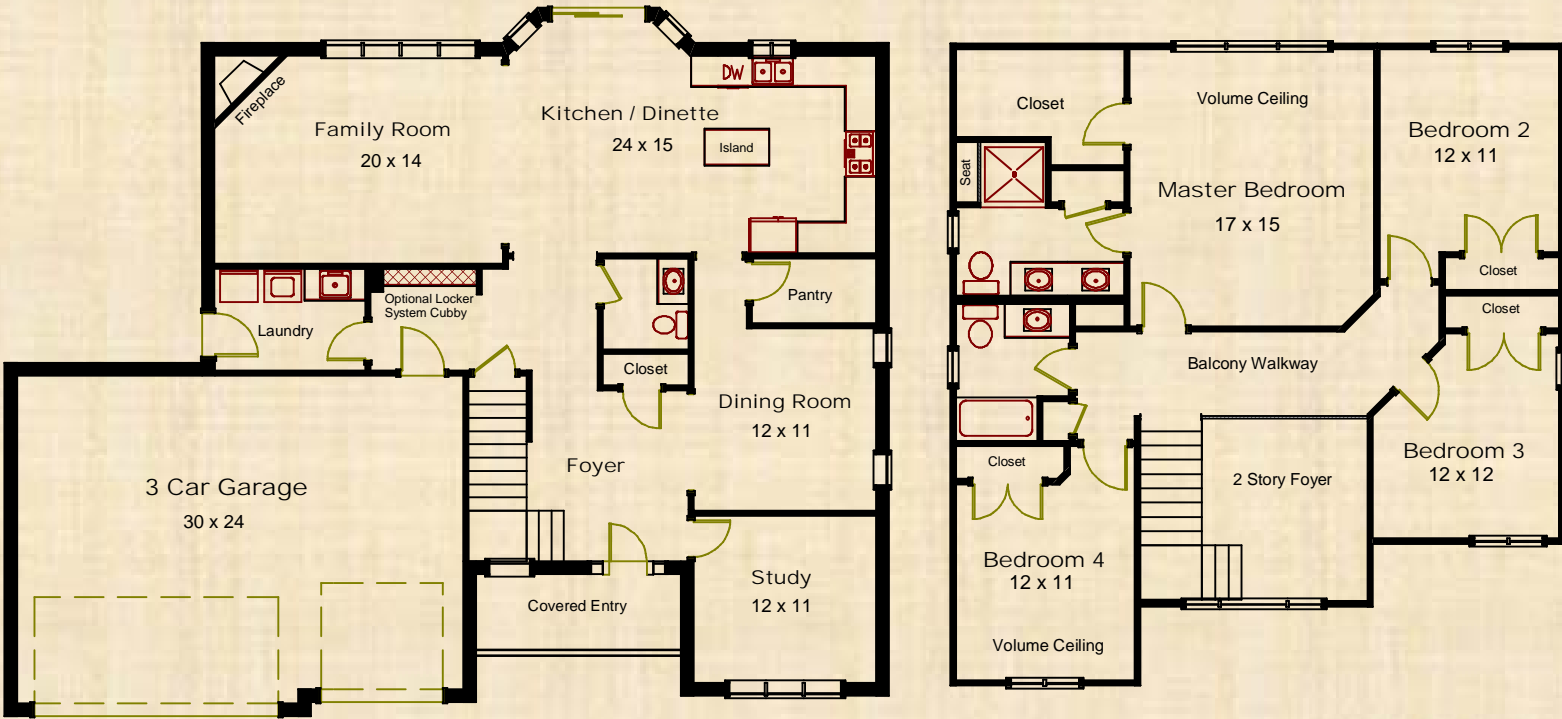 Fireplace
Family Room
20 x 14
Kitchen / Dinette
24 x 15
DW
Island
Optional Locker
System Cubby
Laundry
Pantry
Closet
Dining Room
12 x 11
Foyer
3 Car Garage
30 x 24
Study
12 x 11
Covered Entry
Closet
Volume Ceiling
Bedroom 2
12 x 11
Seat
Master Bedroom
17 x 15
Closet
Closet
Balcony Walkway
Closet
2 Story Foyer
Bedroom 3
12 x 12
Bedroom 4
12 x 11
Volume Ceiling